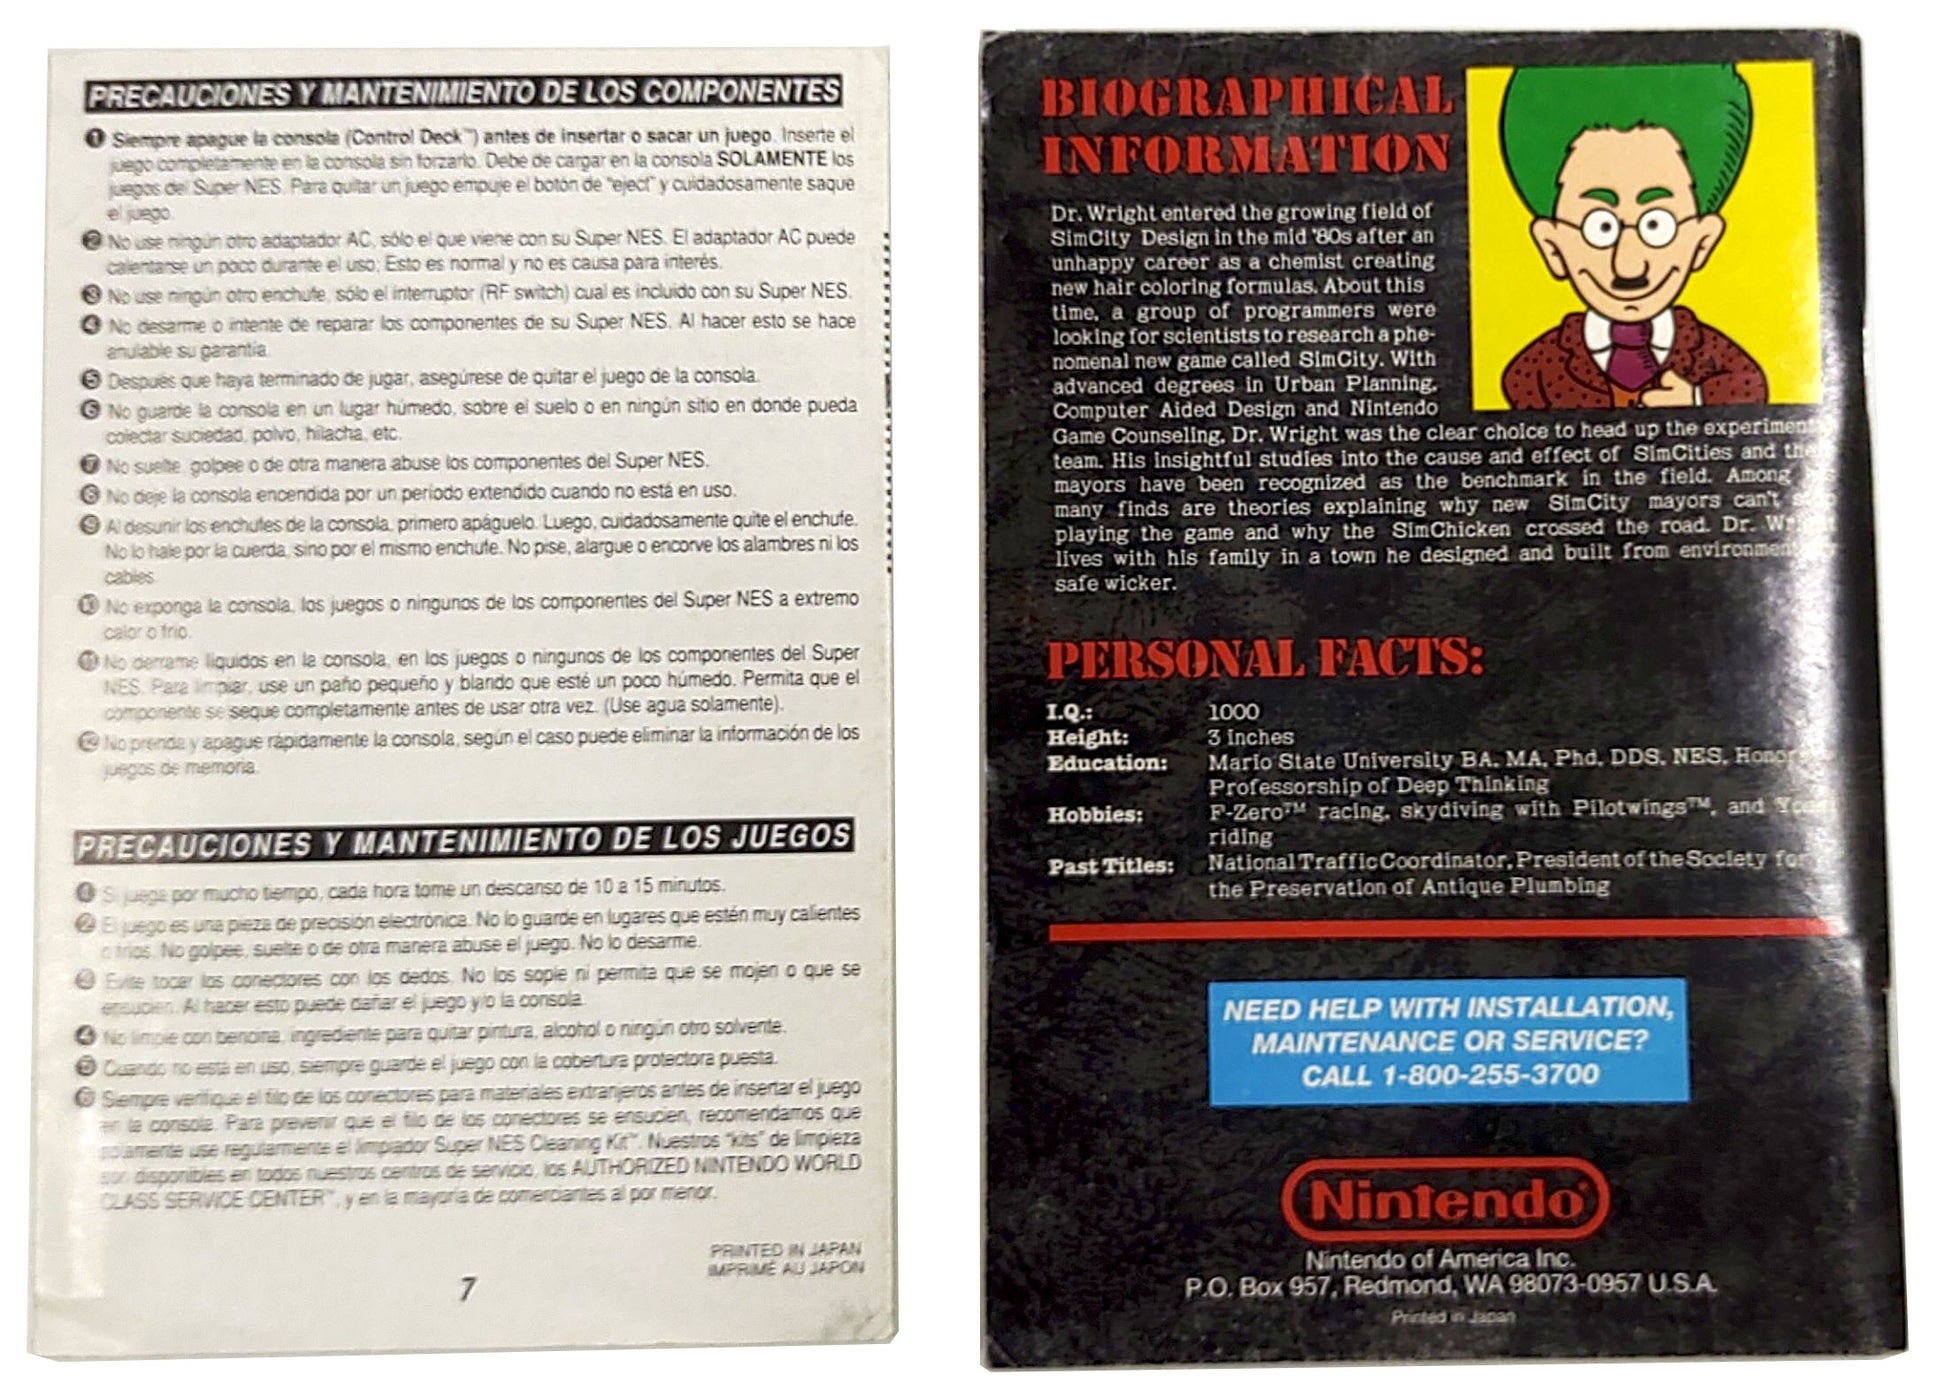 PRECAUCIONES Y MANTENIMIENTO DE LOS COMPONENTES
1 Siempre apague la consola (Control Deck™) antes de insertar o sacar un juego. Inserte el
juego completamente en la consola sin forzarlo. Debe de cargar en la consola SOLAMENTE los
juegos del Super NES. Para quitar un juego empuje el botón de "eject" y cuidadosamente saque
el juego.
2 No use ningún otro adaptador AC, sólo el que viene con su Super NES. El adaptador AC puede
calentarse un poco durante el uso; Esto es normal y no es causa para interés.
3 No use ningún otro enchufe, sólo el interruptor (RF switch) cual es incluido con su Super NES.
4 No desarme o intente de reparar los componentes de su Super NES. Al hacer esto se hace
anulable su garantía.
5 Después que haya terminado de jugar, asegúrese de quitar el juego de la consola.
6 No guarde la consola en un lugar húmedo, sobre el suelo o en ningún sitio en donde pueda
colectar suciedad, polvo, hilacha, etc.
7 No suelte, golpee o de otra manera abuse los componentes del Super NES.
8 No deje la consola encendida por un período extendido cuando no está en uso.
9 Al desunir los enchufes de la consola, primero apáguelo. Luego, cuidadosamente quite el enchufe.
No lo hale por la cuerda, sino por el mismo enchufe. No pise, alargue o encorve los alambres ni los
cables.
10 No exponga la consola, los juegos o ningunos de los componentes del Super NES a extremo
calor o frio.
11 No derrame líquidos en la consola, en los juegos o ningunos de los componentes del Super
NES. Para limpiar, use un paño pequeño y blando que esté un poco húmedo. Permita que el
componente se seque completamente antes de usar otra vez. (Use agua solamente).
12 No prenda y apague rápidamente la consola, según el caso puede eliminar la información de los
juegos de memoria.
PRECAUCIONES Y MANTENIMIENTO DE LOS JUEGOS
1 Si juega por mucho tiempo, cada hora tome un descanso de 10 a 15 minutos.
2 El juego es una pieza de precisión electrónica. No lo guarde en lugares que estén muy calientes
o frios. No golpee, suelte o de otra manera abuse el juego. No lo desarme.
3 Evite tocar los conectores con los dedos. No los sople ni permita que se mojen o que se
ensucien. Al hacer esto puede dañar el juego y/o la consola.
4 No limpie con bencina, ingrediente para quitar pintura, alcohol o ningún otro solvente.
5 Cuando no está en uso, siempre guarde el juego con la cobertura protectora puesta.
6 Siempre verifique el filo de los conectores para materiales extranjeros antes de insertar el juego
en la consola. Para prevenir que el filo de los conectores se ensucien, recomendamos que
solamente use regularmente el limpiador Super NES Cleaning Kit™. Nuestros "kits" de limpieza
son disponibles en todos nuestros centros de servicio, los AUTHORIZED NINTENDO WORLD
CLASS SERVICE CENTER™, y en la mayoría de comerciantes al por menor.
PRINTED IN JAPAN
IMPRIMÉ AU JAPON
7
BIOGRAPHICAL
INFORMATION
Dr. Wright entered the growing field of
SimCity Design in the mid '80s after an
unhappy career as a chemist creating
new hair coloring formulas. About this
time, a group of programmers were
looking for scientists to research a phe-
nomenal new game called SimCity. With
advanced degrees in Urban Planning,
Computer Aided Design and Nintendo
Game Counseling, Dr. Wright was the clear choice to head up the experiment
team. His insightful studies into the cause and effect of SimCities and their
mayors have been recognized as the benchmark in the field. Among
many finds are theories explaining why new SimCity mayors can't stop
playing the game and why the SimChicken crossed the road. Dr. Wright
lives with his family in a town he designed and built from environmentally
safe wicker.
PERSONAL FACTS:
I.Q.: 1000
Height: 3 inches
Education: Mario State University BA, MA, Phd, DDS, NES, Honorary
Professorship of Deep Thinking
Hobbies: F-Zero™ racing, skydiving with Pilotwings™, and Yoshi
riding
Past Titles: National Traffic Coordinator, President of the Society for
the Preservation of Antique Plumbing
NEED HELP WITH INSTALLATION,
MAINTENANCE OR SERVICE?
CALL 1-800-255-3700
Nintendo®
Nintendo of America Inc.
P.O. Box 957, Redmond, WA 98073-0957 U.S.A.
Printed in Japan